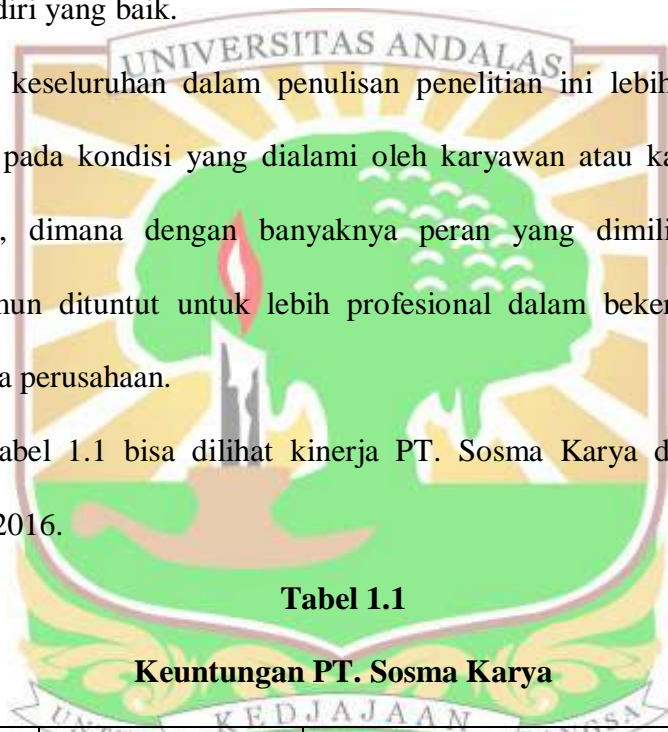 diri yang baik.
UNIVERSITAS ANDALAS
keseluruhan dalam penulisan penelitian ini lebih
pada kondisi yang dialami oleh karyawan atau ka
, dimana dengan banyaknya peran yang dimili
mun dituntut untuk lebih profesional dalam beker
a perusahaan.
abel 1.1 bisa dilihat kinerja PT. Sosma Karya d
2016.
Tabel 1.1
Keuntungan PT. Sosma Karya
KEDJAJAAN